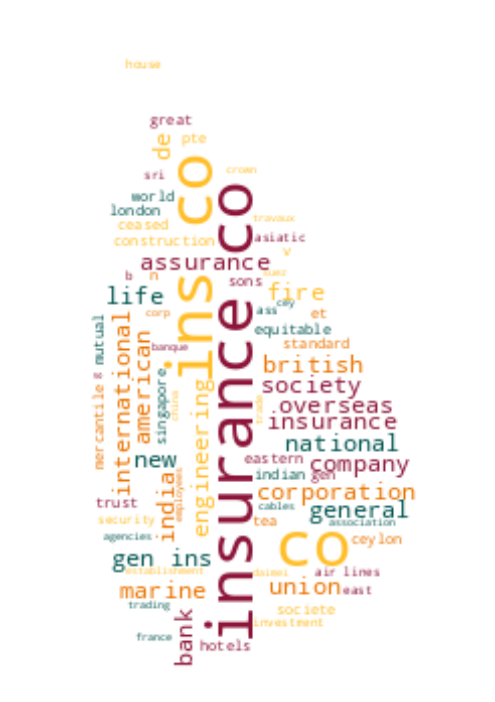 house
great
de
pte
co
sri
crown
insurance co
world
london
ceased
travaux
construction
asiatic
v
assurance
suez
b
n
sons
life
ins
fire
ass
cey
corp
et
equitable
mutual
international
american
standard
banque
british
mercantile
s
singapore
china
engineering
society
trade
overseas
insurance
national
new
eastern
company
india
employees
indian
gen
corporation
trust
cables
general
security
tea
association
agencies
co
ceylon
gen ins
establishment
daimei
air lines
marine
union
east
trading
societe
bank
investment
france
hotels